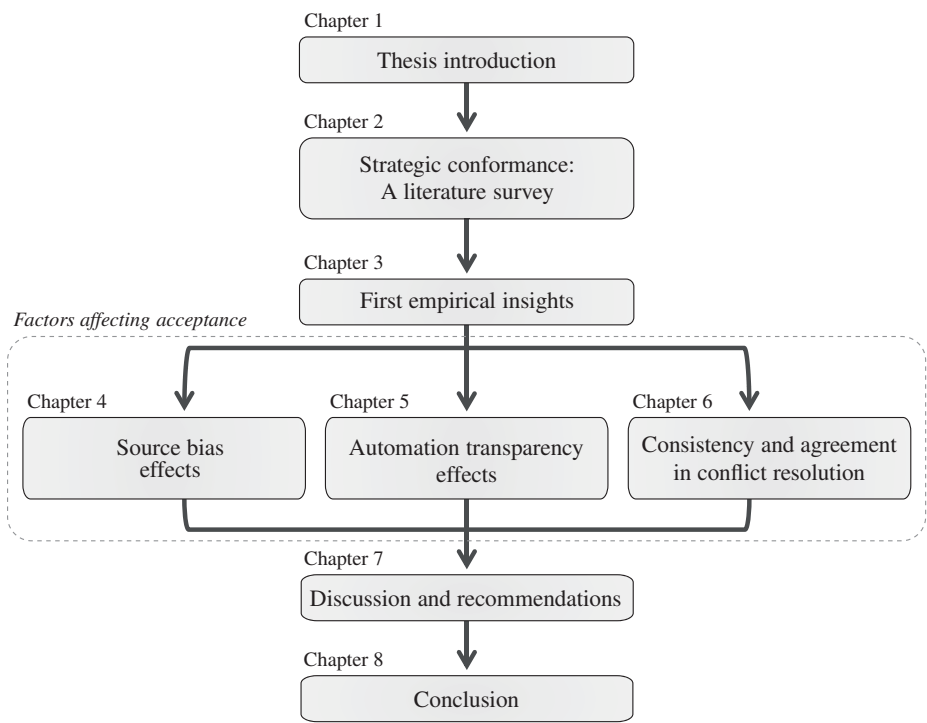 Chapter 1
Thesis introduction
Chapter 2
Strategic conformance:
A literature survey
Chapter 3
First empirical insights
Factors affecting acceptance
Chapter 4
Source bias
effects
Chapter 5
Automation transparency
effects
Chapter 6
Consistency and agreement
in conflict resolution
Chapter 7
Discussion and recommendations
Chapter 8
Conclusion